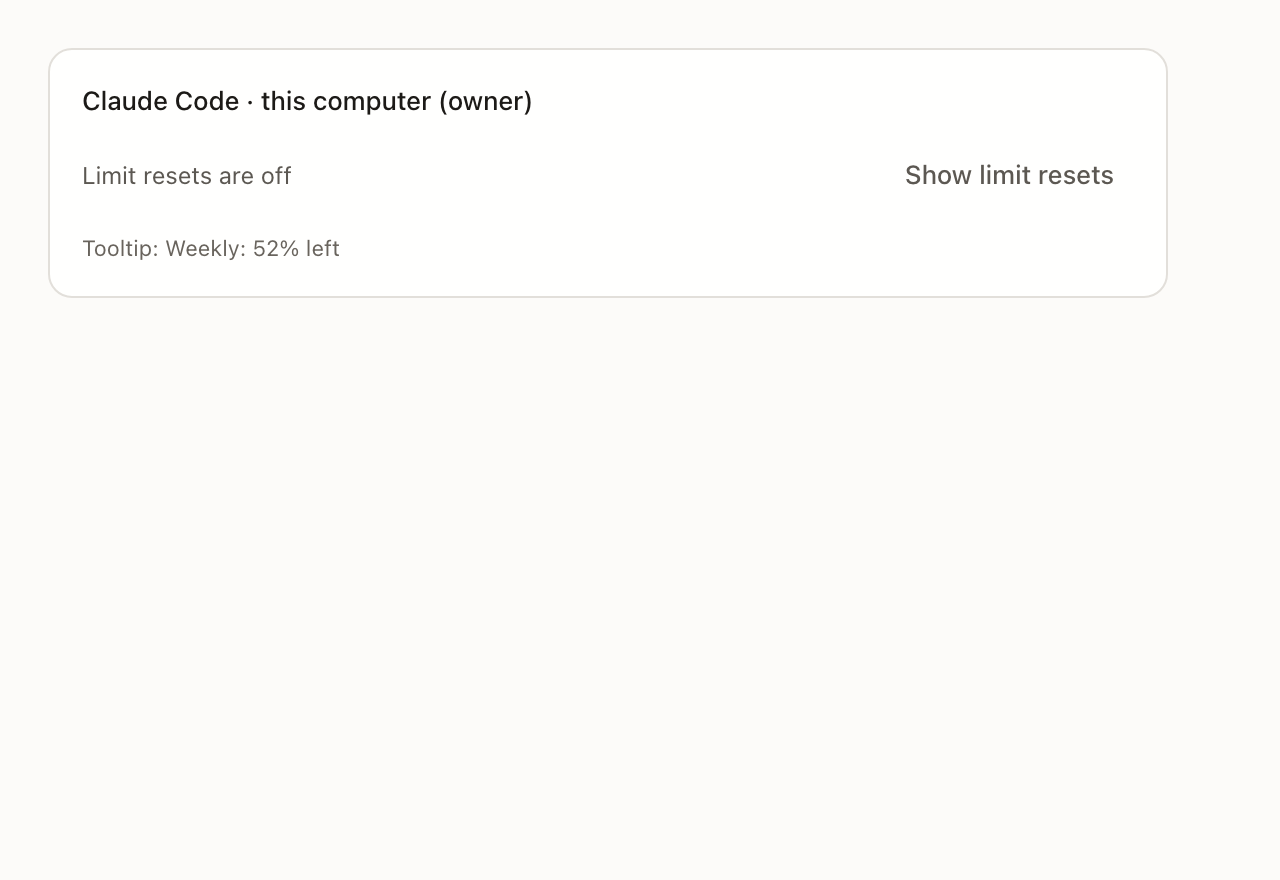 Claude Code · this computer (owner)
Limit resets are off
Show limit resets
Tooltip: Weekly: 52% left